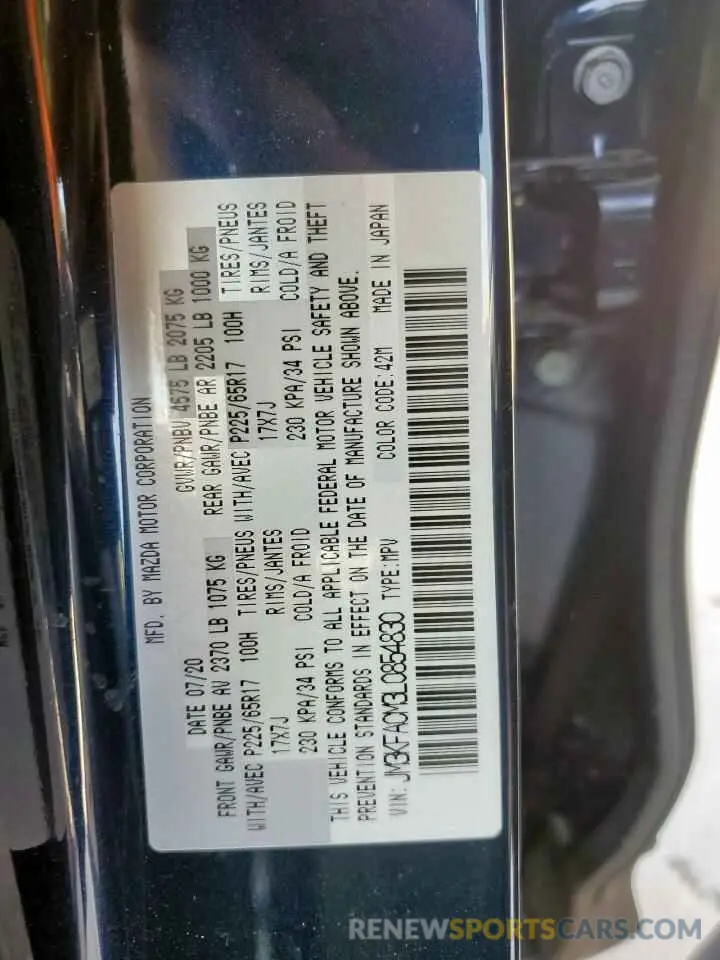 MFD. BY MAZDA MOTOR CORPORATION
DATE 07/20 GVWR/PNBV 4575 LB 2075 KG
FRONT GAWR/PNBE AV 2370 LB 1075 KG REAR GAWR/PNBE AR 2205 LB 1000 KG
WITH/AVEC P225/65R17 100H TIRES/PNEUS WITH/AVEC P225/65R17 100H TIRES/PNEUS
17X7J RIMS/JANTES 17X7J RIMS/JANTES
230 KPA/34 PSI COLD/A FROID 230 KPA/34 PSI COLD/A FROID
THIS VEHICLE CONFORMS TO ALL APPLICABLE FEDERAL MOTOR VEHICLE SAFETY AND THEFT
PREVENTION STANDARDS IN EFFECT ON THE DATE OF MANUFACTURE SHOWN ABOVE.
VIN: JM3KFACM3L0854830 TYPE:MPV COLOR CODE:42M MADE IN JAPAN
RENEWSPORTSCARS.COM